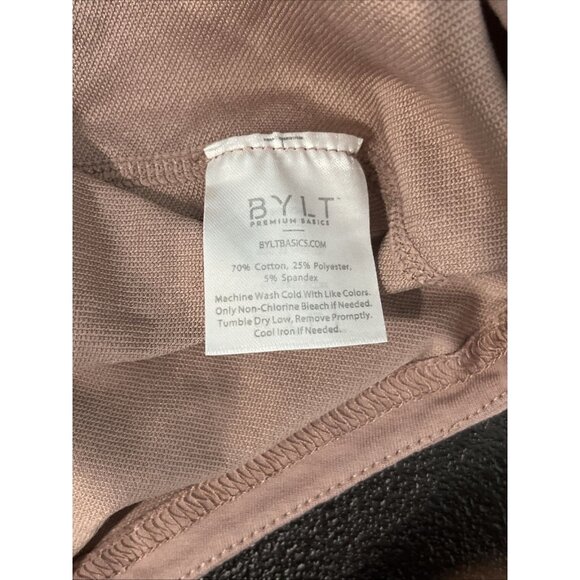 BYLT™
PREMIUM BASICS
BYLTBASICS.COM
70% Cotton, 25% Polyester,
5% Spandex
Machine Wash Cold With Like Colors.
Only Non-Chlorine Bleach if Needed.
Tumble Dry Low, Remove Promptly.
Cool Iron if Needed.